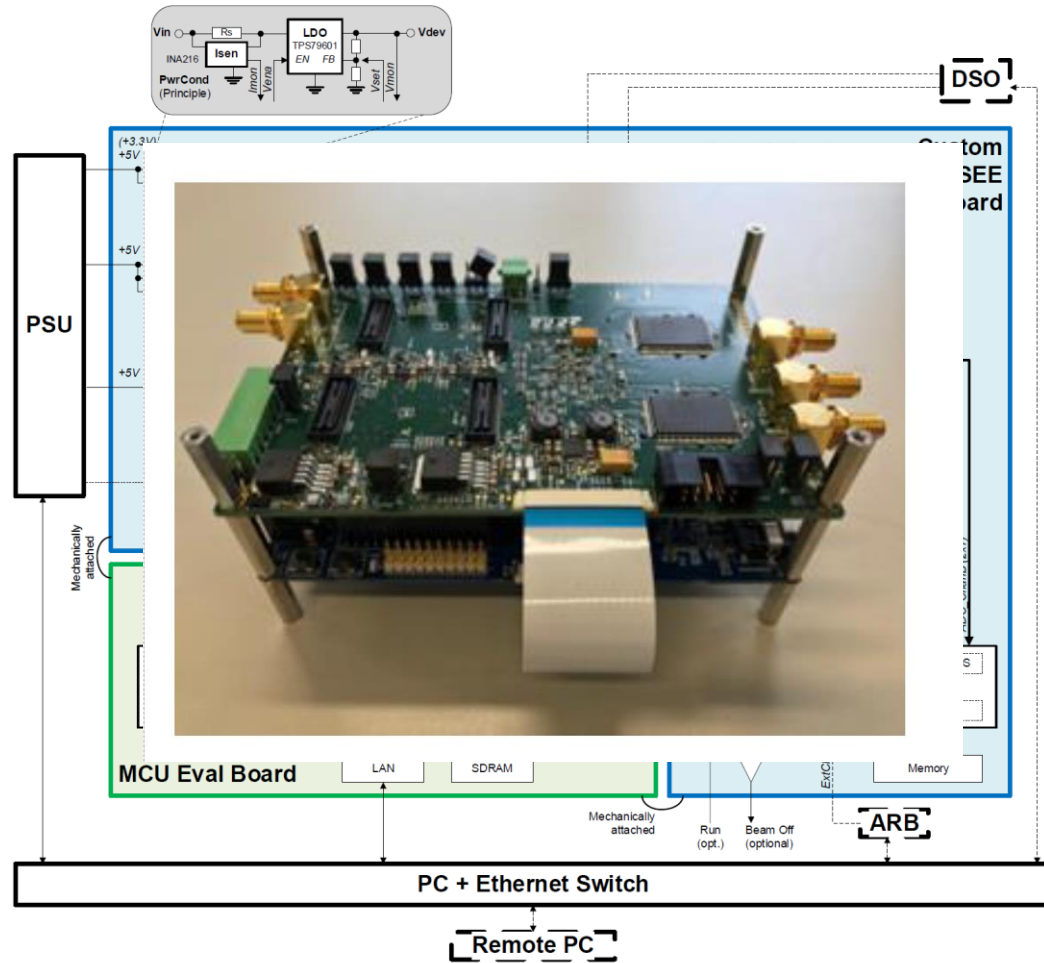 Vin
Rs
LDO
TPS79601
Vdev
INA216
Isen
EN FB
PwrCond
(Principle)
Imon
Vena
Vset
Vmon
DSO
(+3.3V)
+5V
SEE
+5V
PSU
+5V
Mechanically
attached
S
MCU Eval Board
LAN
SDRAM
Memory
Mechanically
attached
Run
(opt.)
Beam Off
(optional)
ARB
PC + Ethernet Switch
Remote PC